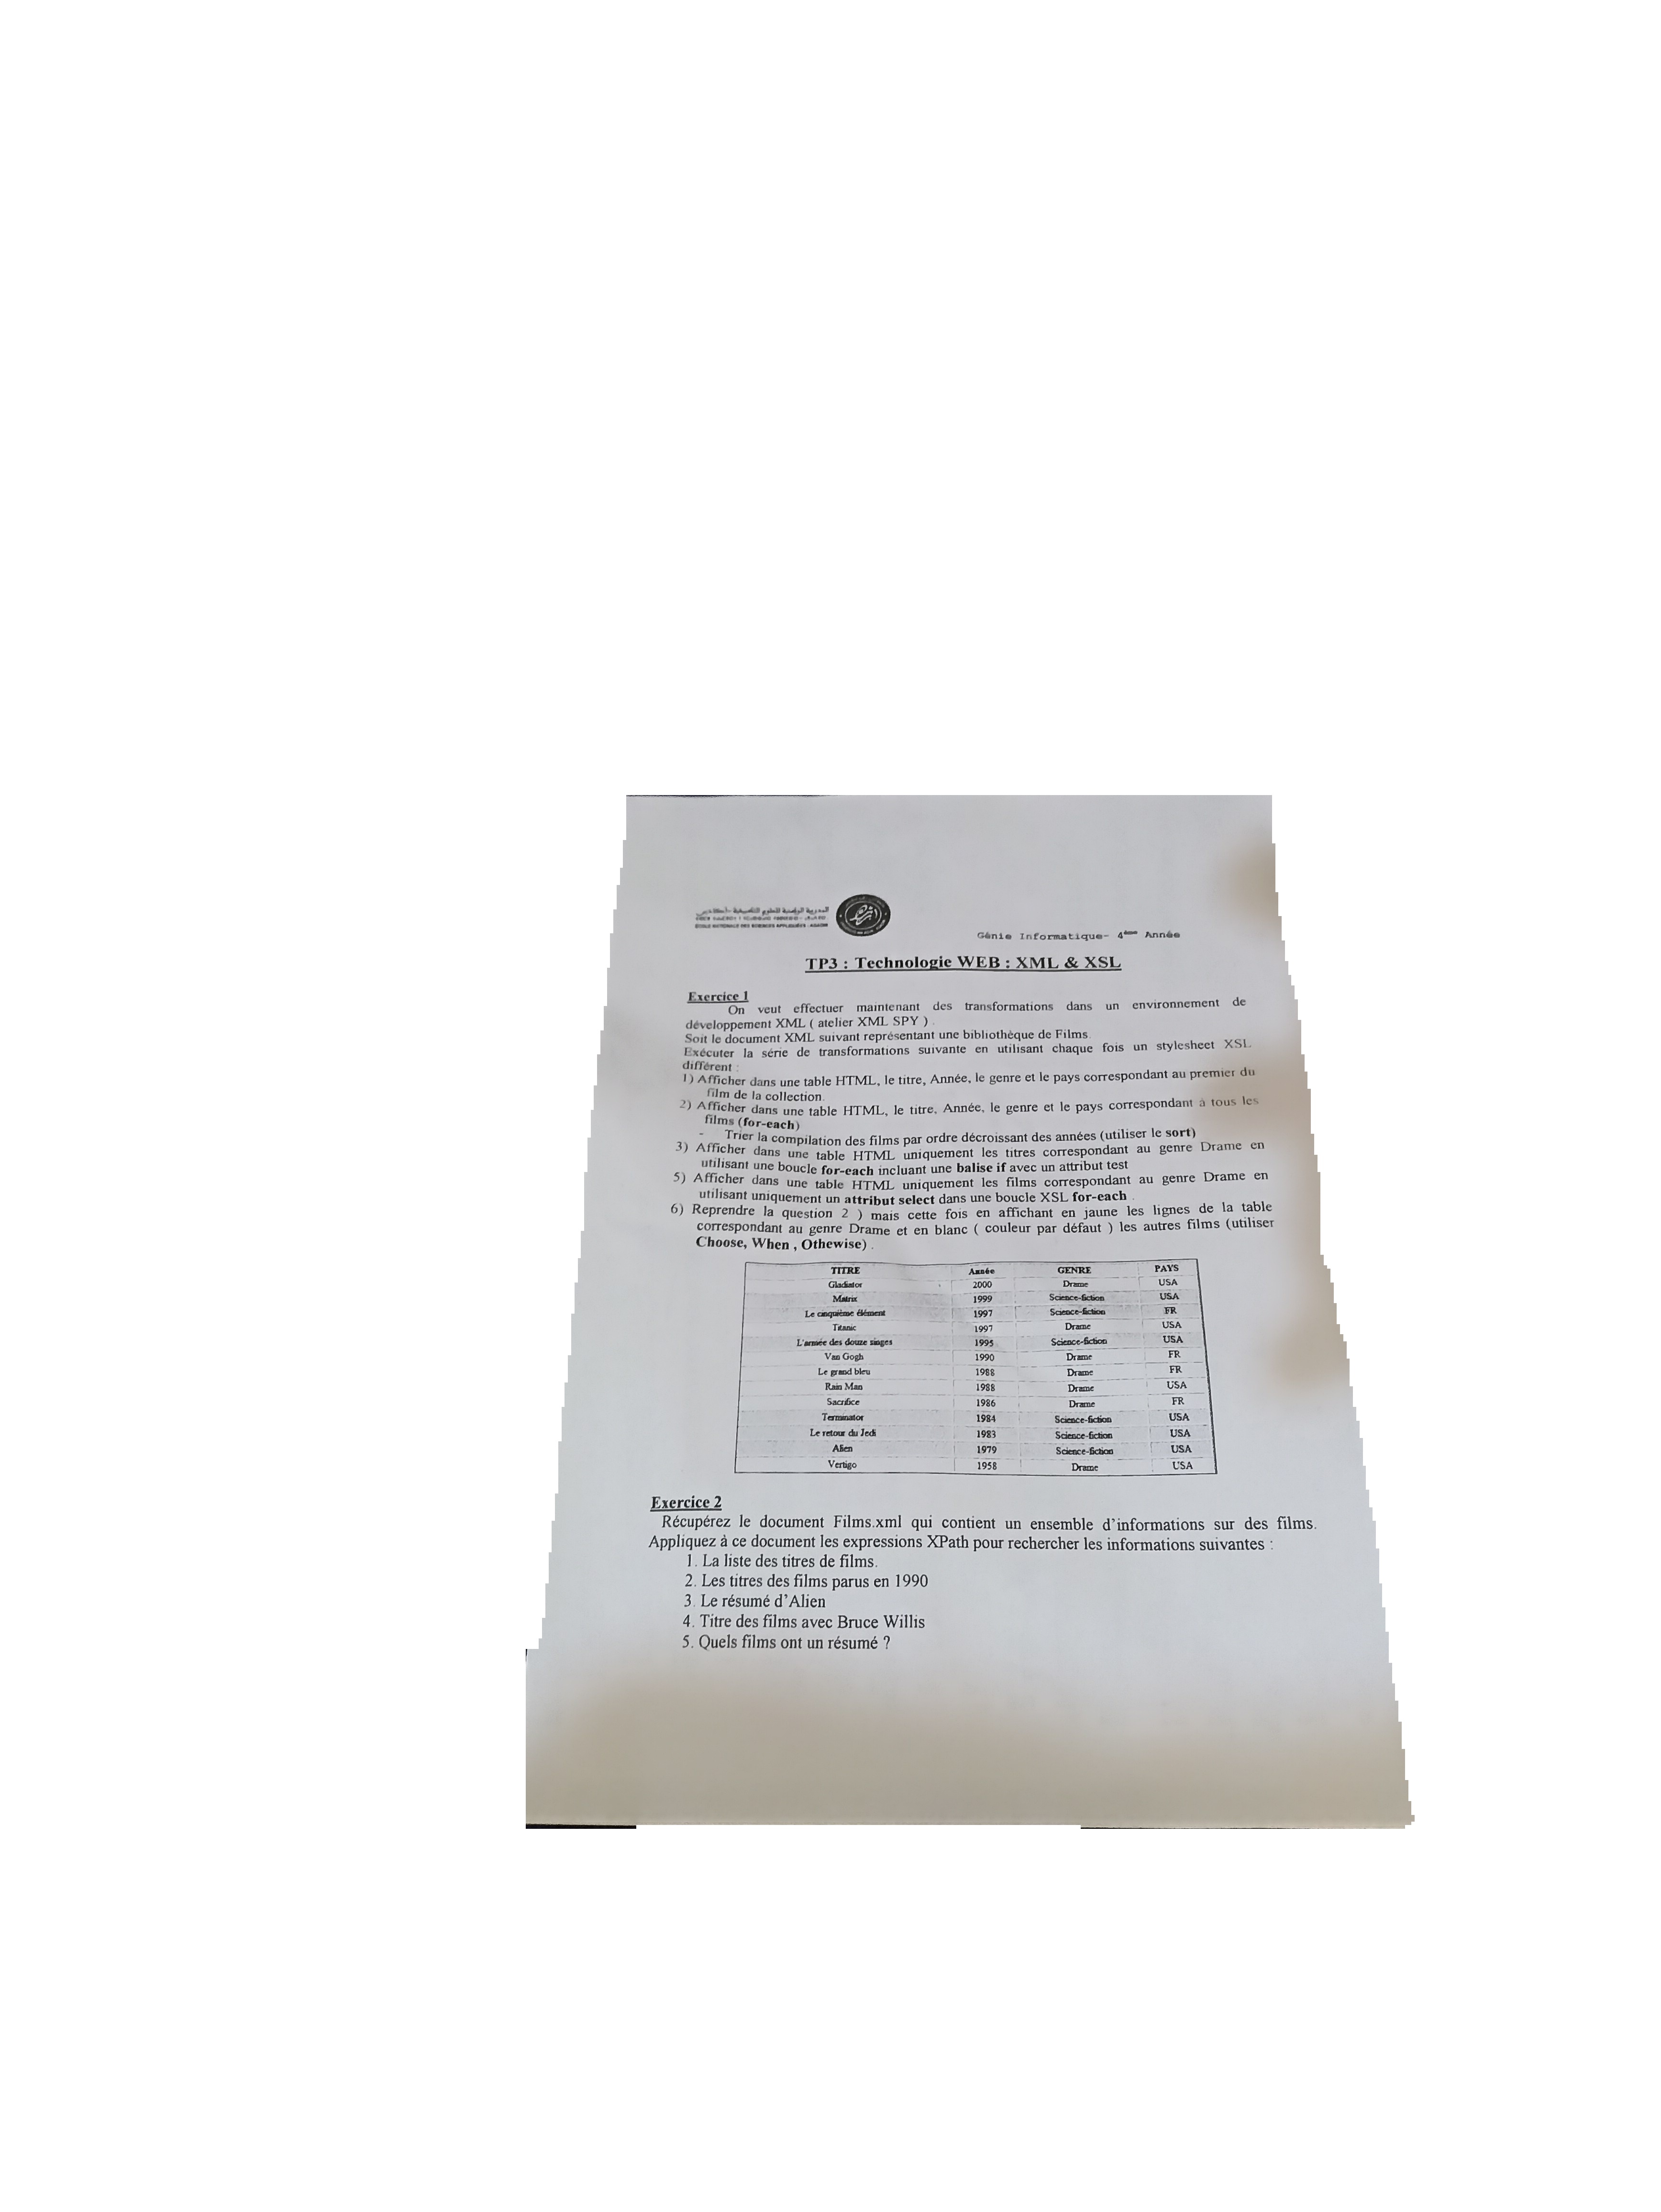 المدرسة الوطنية للعلوم التطبيقية - أكادير
ECOLE NATIONALE DES SCIENCES APPLIQUÉES - AGADIR
Génie Informatique- 4ème Année
TP3 : Technologie WEB : XML & XSL
Exercice 1
On veut effectuer maintenant des transformations dans un environnement de
développement XML ( atelier XML SPY ) .
Soit le document XML suivant représentant une bibliothèque de Films.
Exécuter la série de transformations suivante en utilisant chaque fois un stylesheet XSL
différent :
1) Afficher dans une table HTML, le titre, Année, le genre et le pays correspondant au premier du
film de la collection.
2) Afficher dans une table HTML, le titre, Année, le genre et le pays correspondant à tous les
films (for-each)
- Trier la compilation des films par ordre décroissant des années (utiliser le sort)
3) Afficher dans une table HTML uniquement les titres correspondant au genre Drame en
utilisant une boucle for-each incluant une balise if avec un attribut test
5) Afficher dans une table HTML uniquement les films correspondant au genre Drame en
utilisant uniquement un attribut select dans une boucle XSL for-each .
6) Reprendre la question 2 ) mais cette fois en affichant en jaune les lignes de la table
correspondant au genre Drame et en blanc ( couleur par défaut ) les autres films (utiliser
Choose, When , Othewise) .
TITRE Année GENRE PAYS
Gladiator 2000 Drame USA
Matrix 1999 Science-fiction USA
Le cinquième élément 1997 Science-fiction FR
Titanic 1997 Drame USA
L'armée des douze singes 1995 Science-fiction USA
Van Gogh 1990 Drame FR
Le grand bleu 1988 Drame FR
Rain Man 1988 Drame USA
Sacrifice 1986 Drame FR
Terminator 1984 Science-fiction USA
Le retour du Jedi 1983 Science-fiction USA
Alien 1979 Science-fiction USA
Vertigo 1958 Drame USA
Exercice 2
Récupérez le document Films.xml qui contient un ensemble d'informations sur des films.
Appliquez à ce document les expressions XPath pour rechercher les informations suivantes :
1. La liste des titres de films.
2. Les titres des films parus en 1990
3. Le résumé d'Alien
4. Titre des films avec Bruce Willis
5. Quels films ont un résumé ?